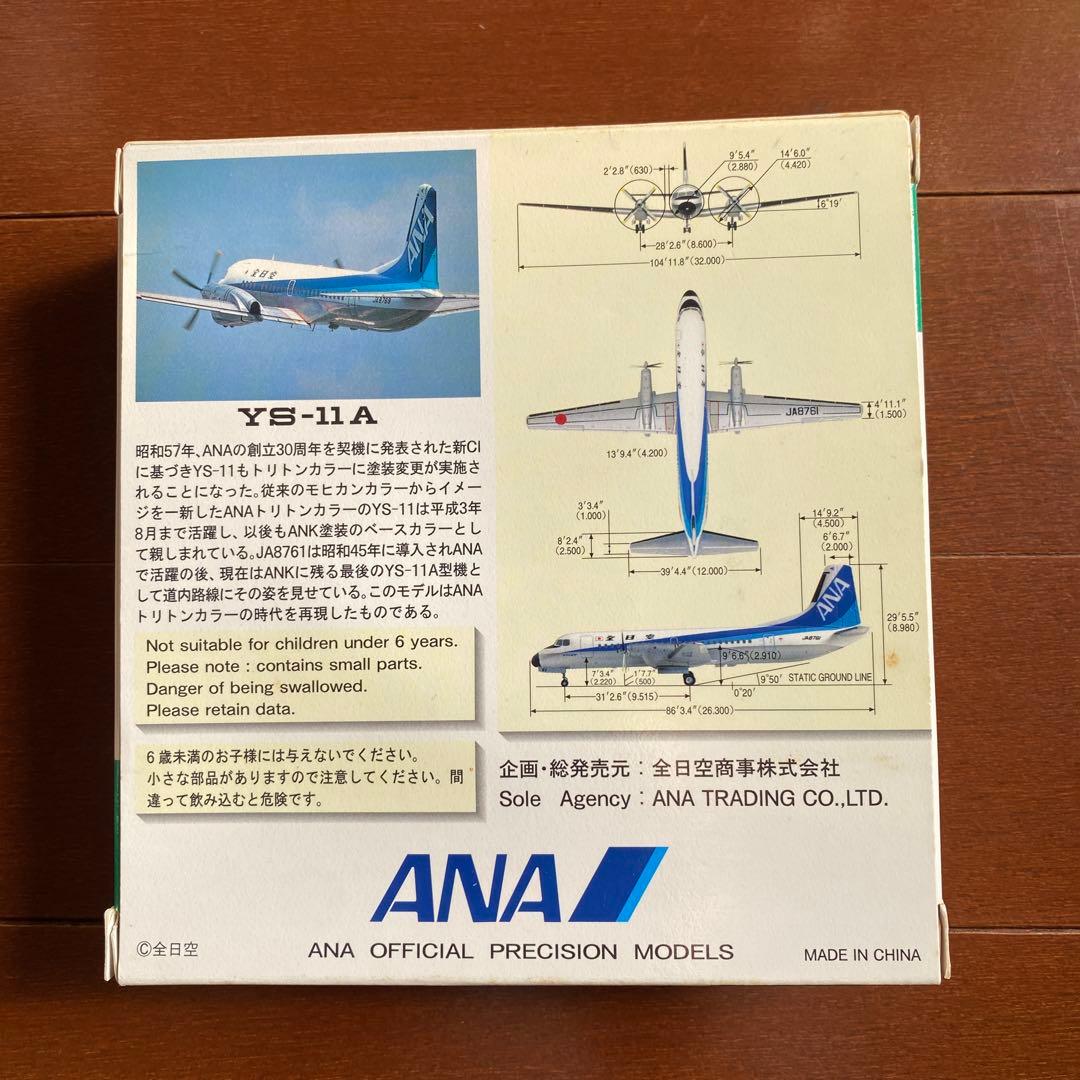 全日空
JA8763
ANA
YS-11A
昭和57年、ANAの創立30周年を契機に発表された新CI
に基づきYS-11もトリトンカラーに塗装変更が実施さ
れることになった。従来のモヒカンカラーからイメー
ジを一新したANAトリトンカラーのYS-11は平成3年
8月まで活躍し、以後もANK塗装のベースカラーとし
て親しまれている。JA8761は昭和45年に導入されANA
で活躍の後、現在はANKに残る最後のYS-11A型機と
して道内路線にその姿を見せている。このモデルはANA
トリトンカラーの時代を再現したものである。
Not suitable for children under 6 years.
Please note : contains small parts.
Danger of being swallowed.
Please retain data.
6歳未満のお子様には与えないでください。
小さな部品がありますので注意してください。間
違って飲み込むと危険です。
2′2.8″(630)
9′5.4″
(2.880)
14′6.0″
(4.420)
6°19′
28′2.6″(8.600)
104′11.8″(32.000)
JA8761
4′11.1″
(1.500)
13′9.4″(4.200)
3′3.4″
(1.000)
8′2.4″
(2.500)
39′4.4″(12.000)
14′9.2″
(4.500)
6′6.7″
(2.000)
ANA
全日空
JA8761
29′5.5″
(8.980)
9′6.6″(2.910)
7′3.4″
(2.220)
1′7.7″
(500)
9°50′ STATIC GROUND LINE
0°20′
31′2.6″(9.515)
86′3.4″(26.300)
企画・総発売元：全日空商事株式会社
Sole Agency : ANA TRADING CO.,LTD.
ANA
©全日空
ANA OFFICIAL PRECISION MODELS
MADE IN CHINA